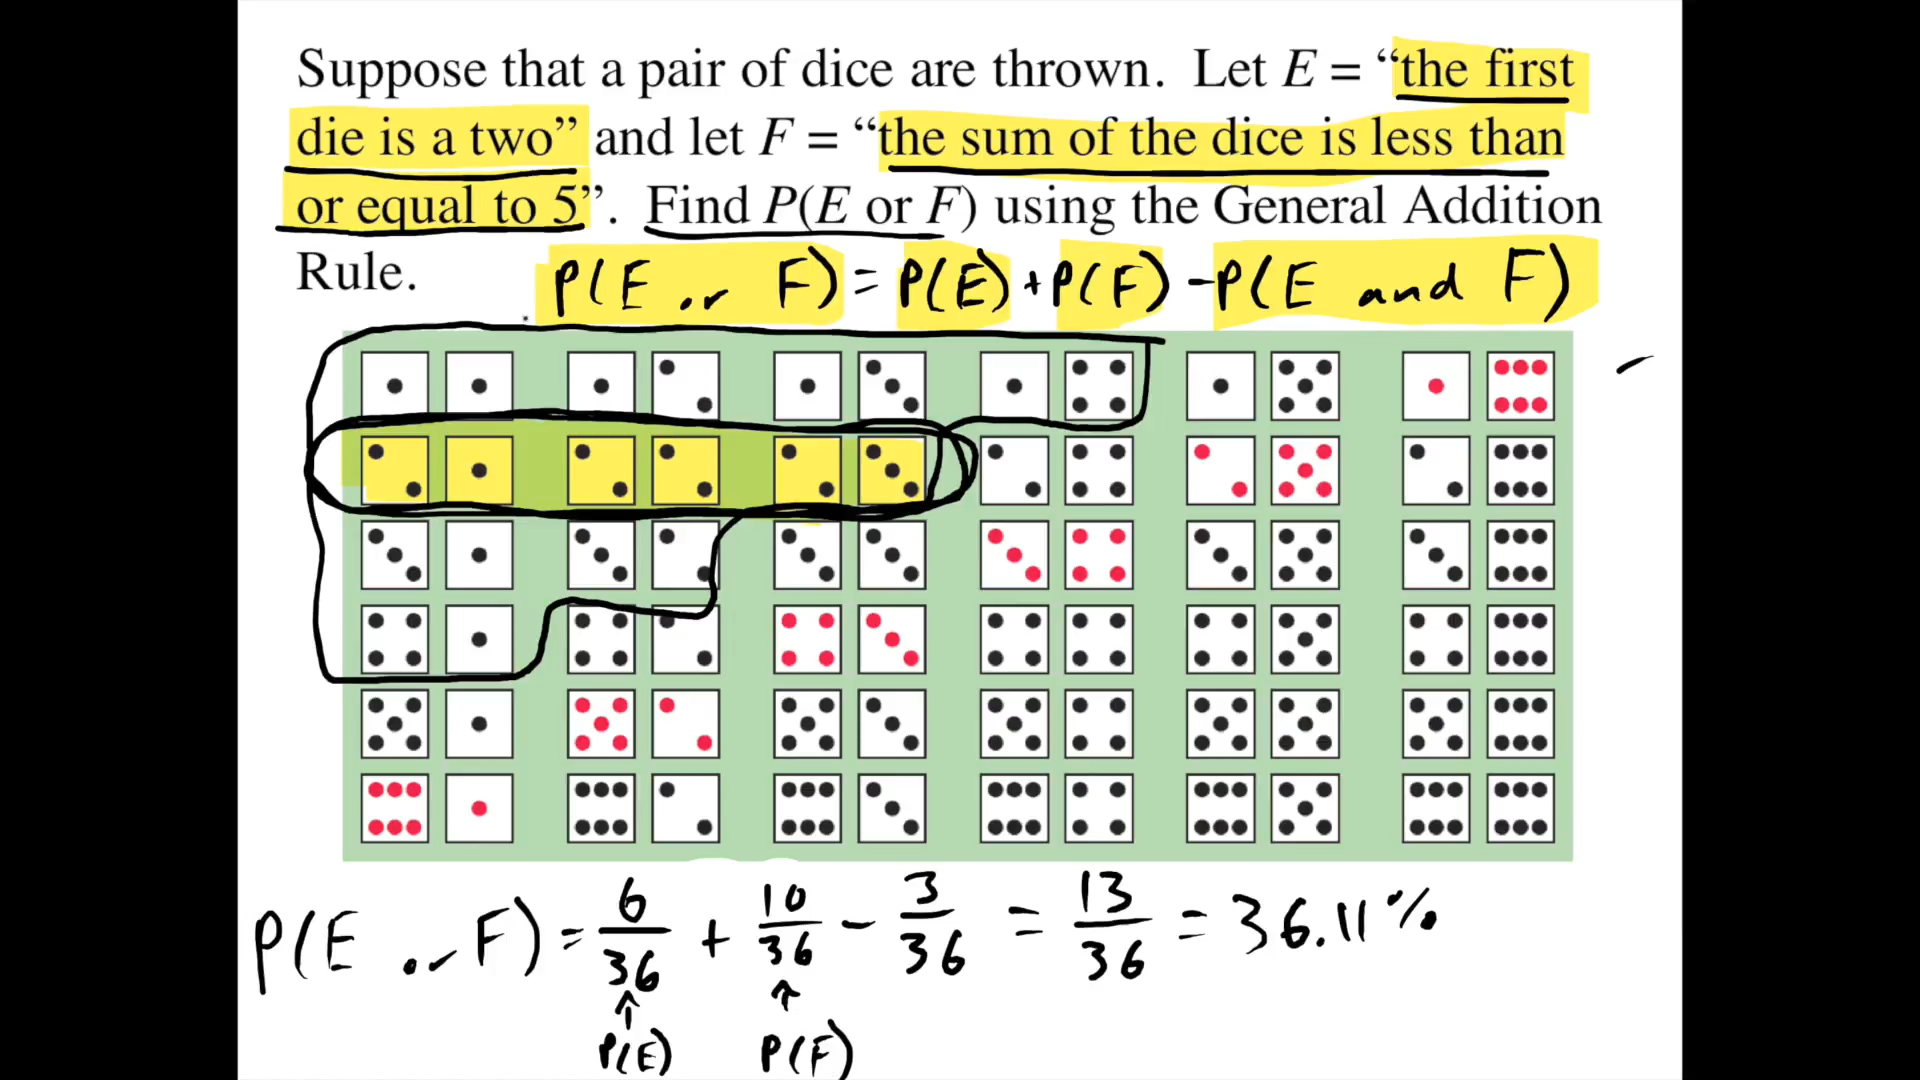 Suppose that a pair of dice are thrown. Let E = “the first
die is a two” and let F = “the sum of the dice is less than
or equal to 5”. Find P(E or F) using the General Addition
Rule. P(E or F) = P(E) + P(F) - P(E and F)
P(E or F) = 6/36 + 10/36 - 3/36 = 13/36 = 36.11%
↑ ↑
P(E) P(F)